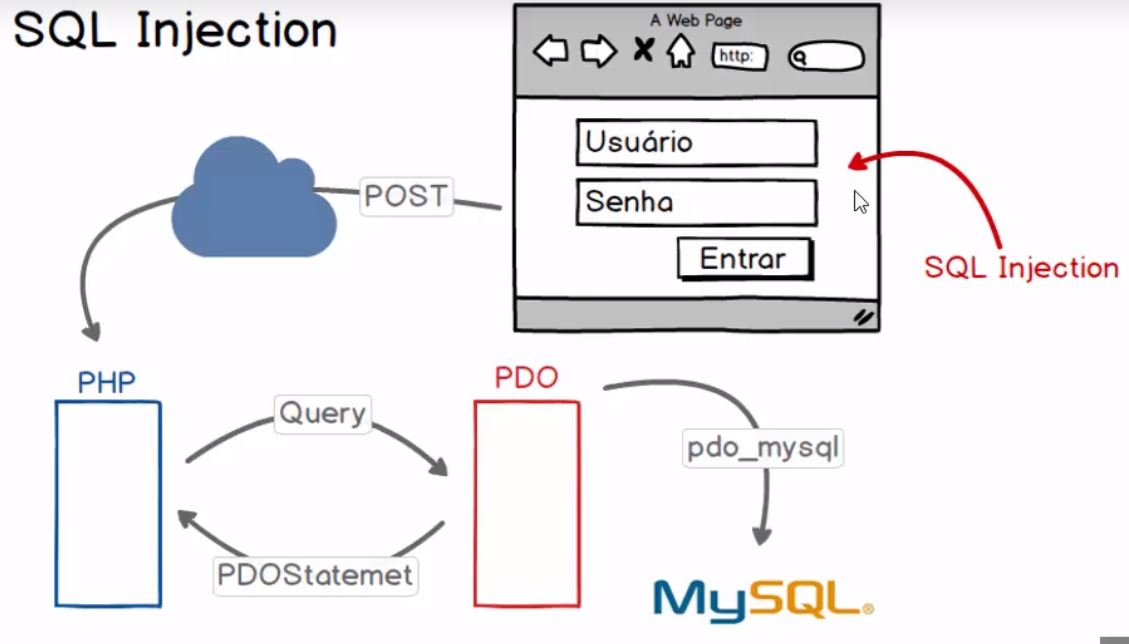 SQL Injection
A Web Page
http:
Usuário
Senha
Entrar
POST
SQL Injection
PHP
PDO
Query
pdo_mysql
PDOStatemet
MySQL®